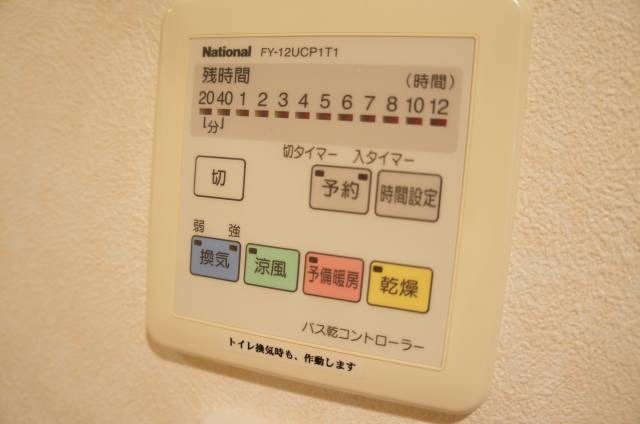 National FY-12UCP1T1
残時間 (時間)
20 40 1 2 3 4 5 6 7 8 10 12
[分]
切タイマー 入タイマー
切 予約 時間設定
弱 強
換気 涼風 予備暖房 乾燥
バス乾コントローラー
トイレ換気時も、作動します